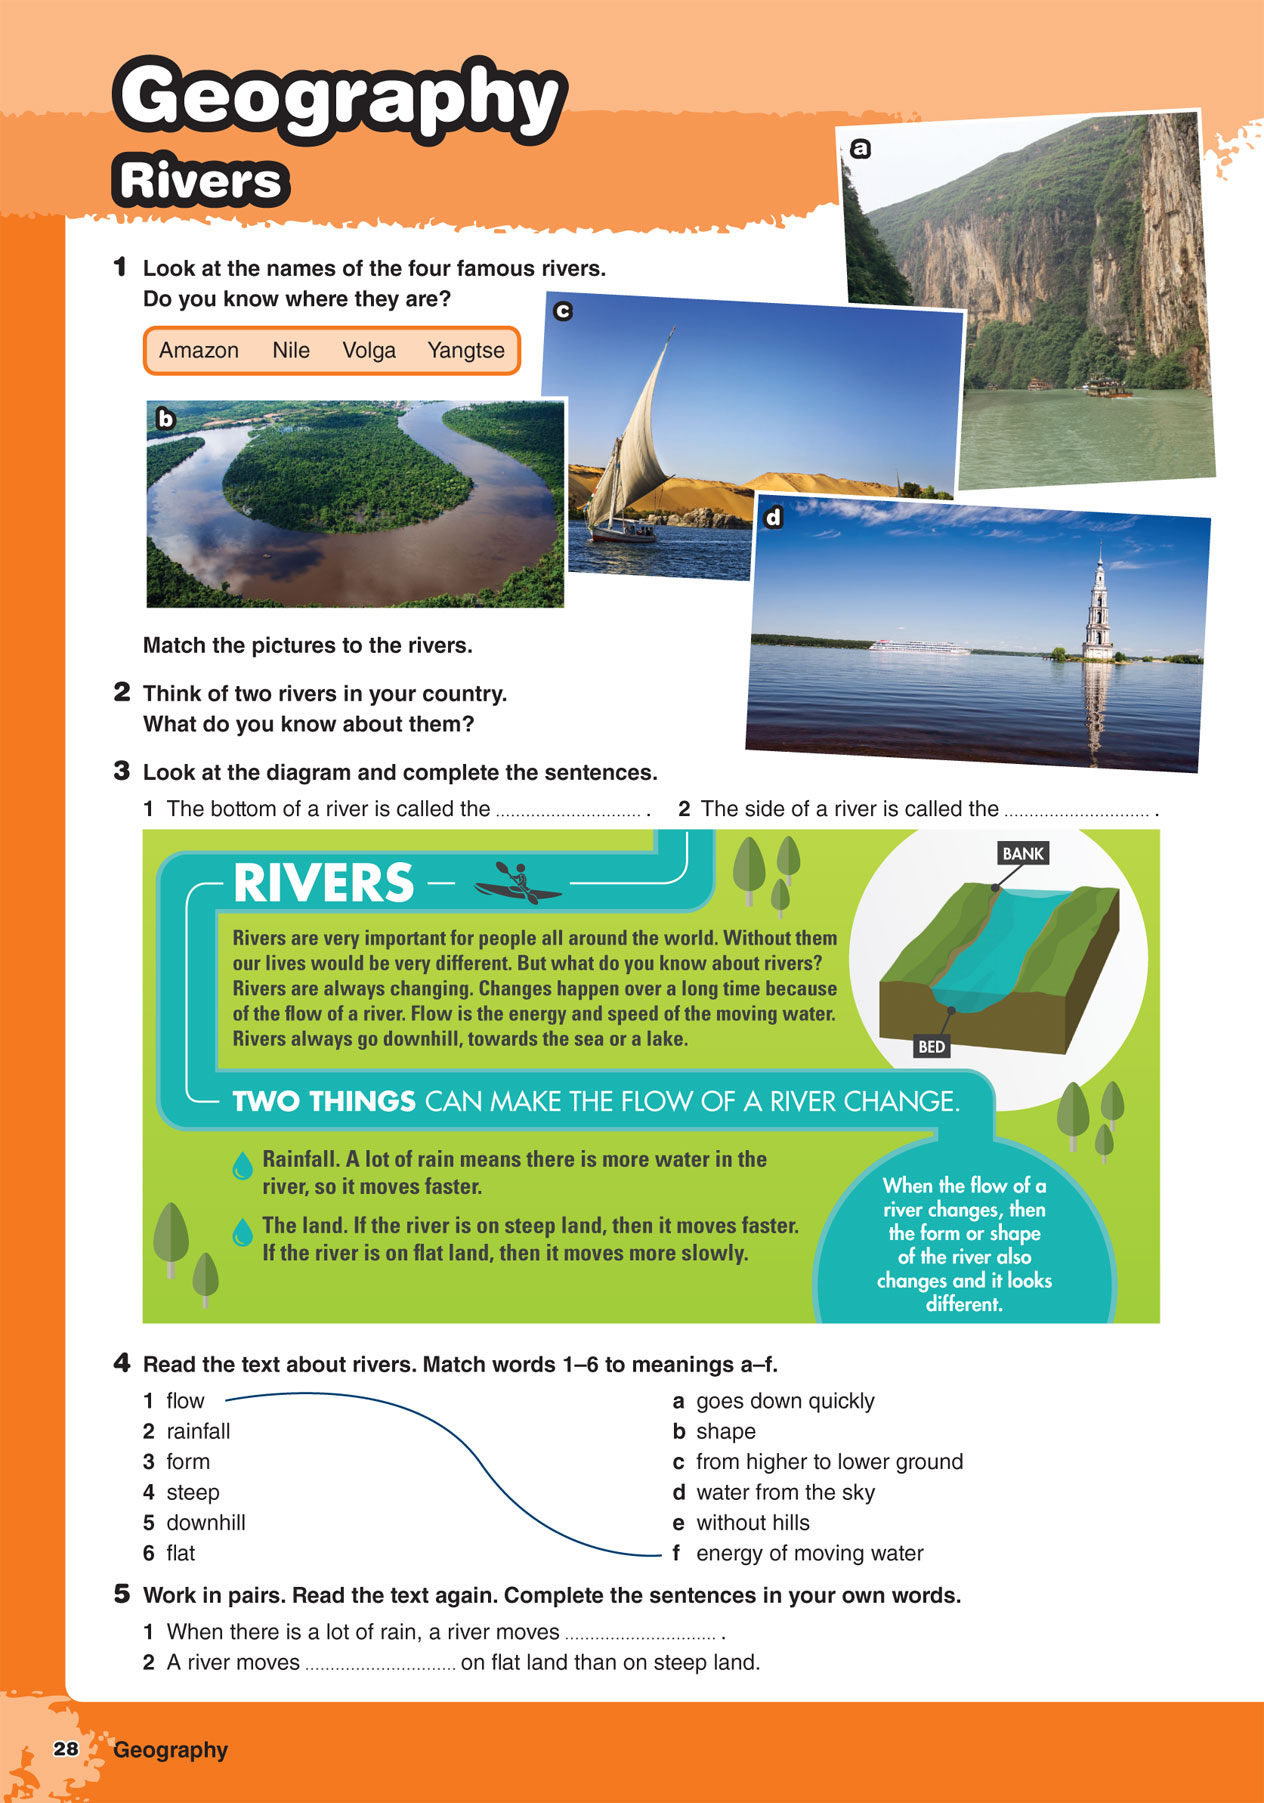 Geography
Rivers
1 Look at the names of the four famous rivers.
Do you know where they are?
Amazon Nile Volga Yangtse
a
c
b
d
Match the pictures to the rivers.
2 Think of two rivers in your country.
What do you know about them?
3 Look at the diagram and complete the sentences.
1 The bottom of a river is called the ............................. . 2 The side of a river is called the ............................. .
RIVERS
BANK
BED
Rivers are very important for people all around the world. Without them
our lives would be very different. But what do you know about rivers?
Rivers are always changing. Changes happen over a long time because
of the flow of a river. Flow is the energy and speed of the moving water.
Rivers always go downhill, towards the sea or a lake.
TWO THINGS CAN MAKE THE FLOW OF A RIVER CHANGE.
Rainfall. A lot of rain means there is more water in the
river, so it moves faster.
The land. If the river is on steep land, then it moves faster.
If the river is on flat land, then it moves more slowly.
When the flow of a
river changes, then
the form or shape
of the river also
changes and it looks
different.
4 Read the text about rivers. Match words 1–6 to meanings a–f.
1 flow
2 rainfall
3 form
4 steep
5 downhill
6 flat
a goes down quickly
b shape
c from higher to lower ground
d water from the sky
e without hills
f energy of moving water
5 Work in pairs. Read the text again. Complete the sentences in your own words.
1 When there is a lot of rain, a river moves .............................. .
2 A river moves .............................. on flat land than on steep land.
28 Geography